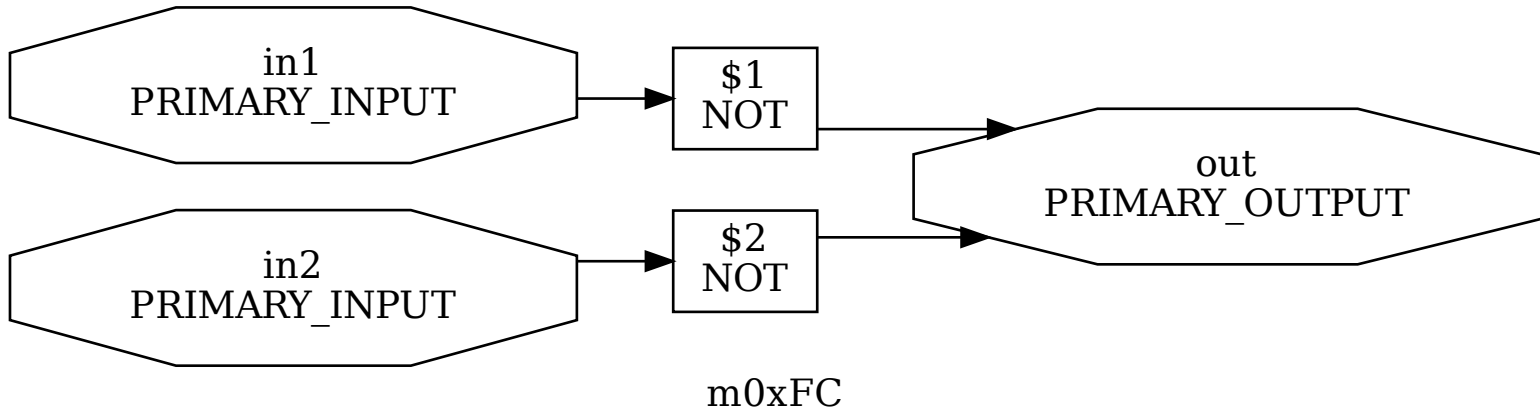 in1
PRIMARY_INPUT
$1
NOT
out
PRIMARY_OUTPUT
in2
PRIMARY_INPUT
$2
NOT
m0xFC